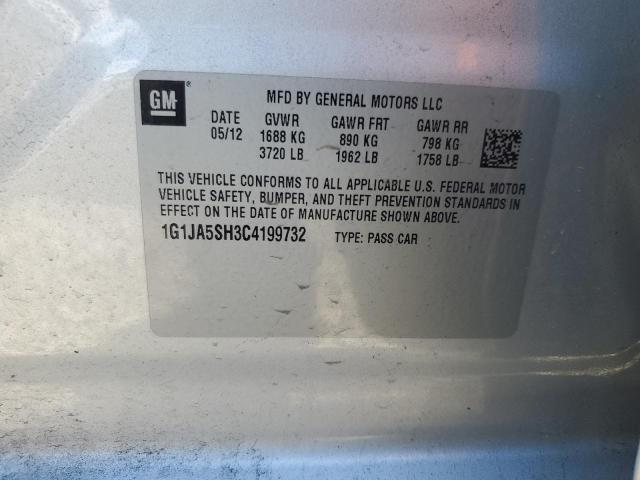 GM
MFD BY GENERAL MOTORS LLC
DATE GVWR GAWR FRT GAWR RR
05/12 1688 KG 890 KG 798 KG
3720 LB 1962 LB 1758 LB
THIS VEHICLE CONFORMS TO ALL APPLICABLE U.S. FEDERAL MOTOR
VEHICLE SAFETY, BUMPER, AND THEFT PREVENTION STANDARDS IN
EFFECT ON THE DATE OF MANUFACTURE SHOWN ABOVE.
1G1JA5SH3C4199732 TYPE: PASS CAR